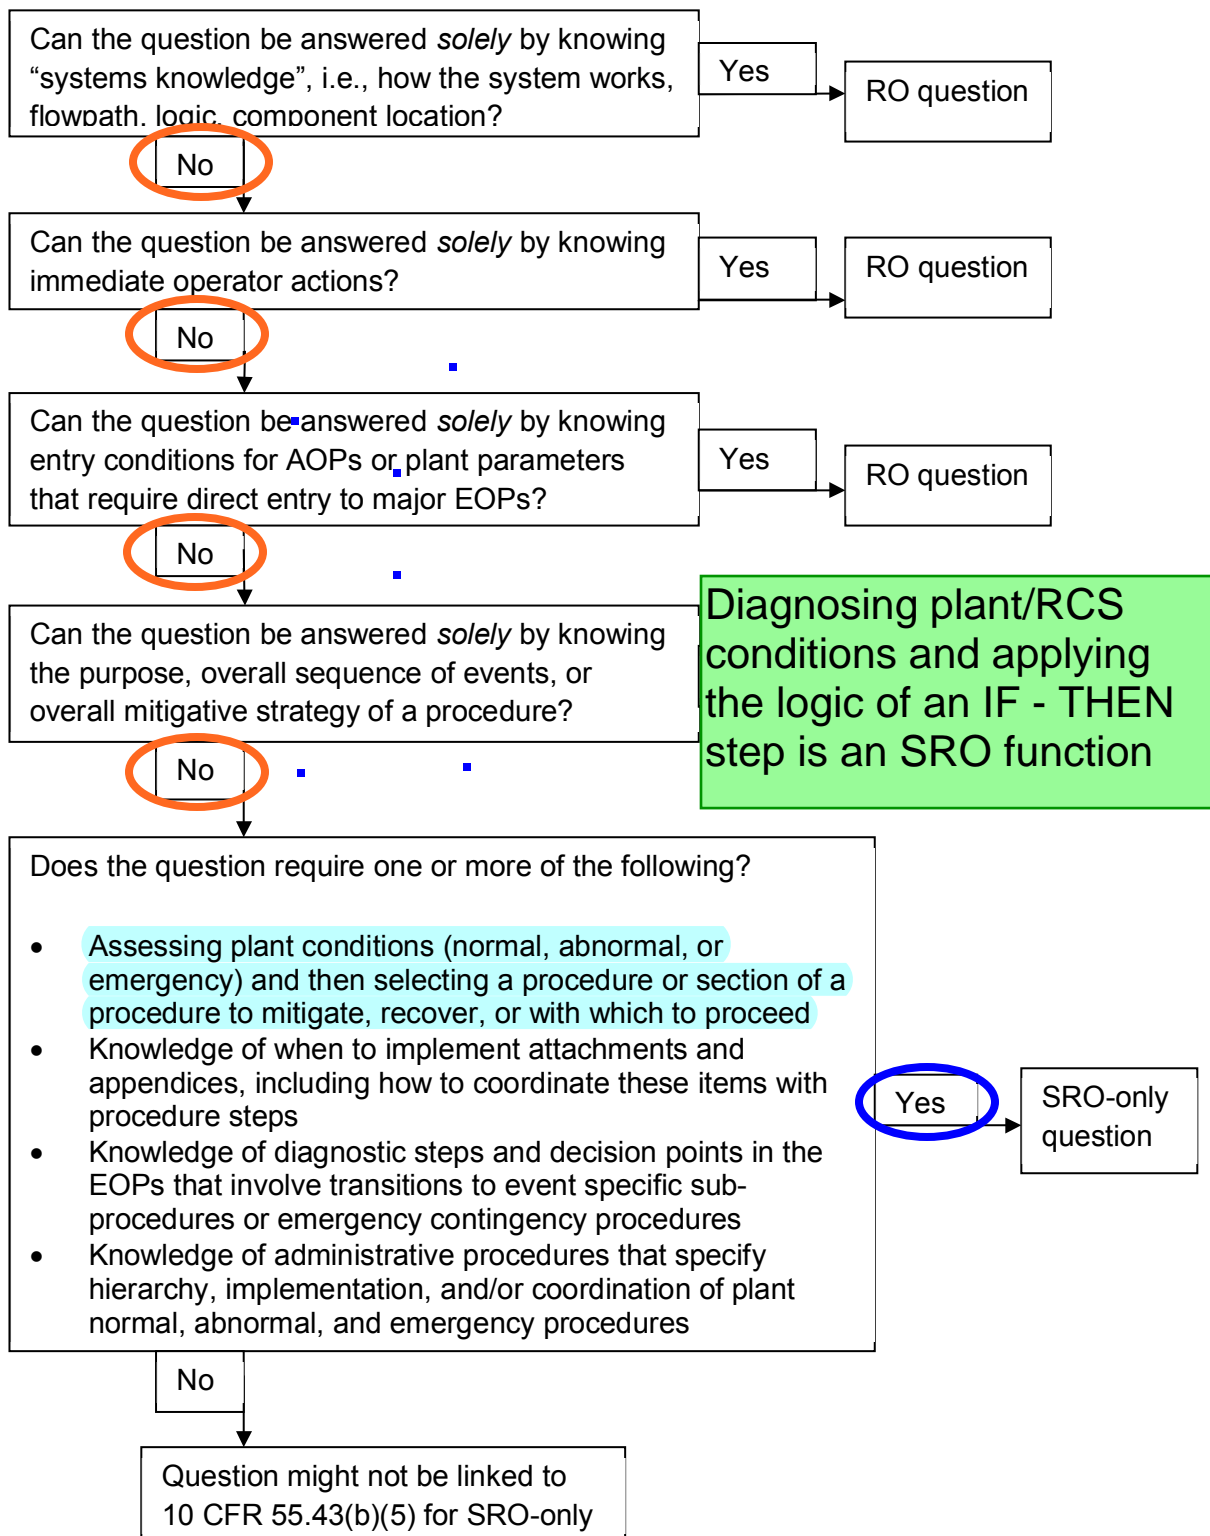 Can the question be answered solely by knowing
“systems knowledge”, i.e., how the system works,
flowpath, logic, component location?
Yes
RO question
No
Can the question be answered solely by knowing
immediate operator actions?
Yes
RO question
No
Can the question be answered solely by knowing
entry conditions for AOPs or plant parameters
that require direct entry to major EOPs?
Yes
RO question
No
Can the question be answered solely by knowing
the purpose, overall sequence of events, or
overall mitigative strategy of a procedure?
Diagnosing plant/RCS
conditions and applying
the logic of an IF - THEN
step is an SRO function
No
Does the question require one or more of the following?
• Assessing plant conditions (normal, abnormal, or
emergency) and then selecting a procedure or section of a
procedure to mitigate, recover, or with which to proceed
• Knowledge of when to implement attachments and
appendices, including how to coordinate these items with
procedure steps
• Knowledge of diagnostic steps and decision points in the
EOPs that involve transitions to event specific sub-
procedures or emergency contingency procedures
• Knowledge of administrative procedures that specify
hierarchy, implementation, and/or coordination of plant
normal, abnormal, and emergency procedures
Yes
SRO-only
question
No
Question might not be linked to
10 CFR 55.43(b)(5) for SRO-only